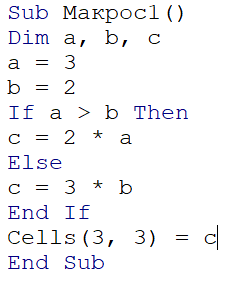 Sub Макрос1()
Dim a, b, c
a = 3
b = 2
If a > b Then
c = 2 * a
Else
c = 3 * b
End If
Cells(3, 3) = c
End Sub